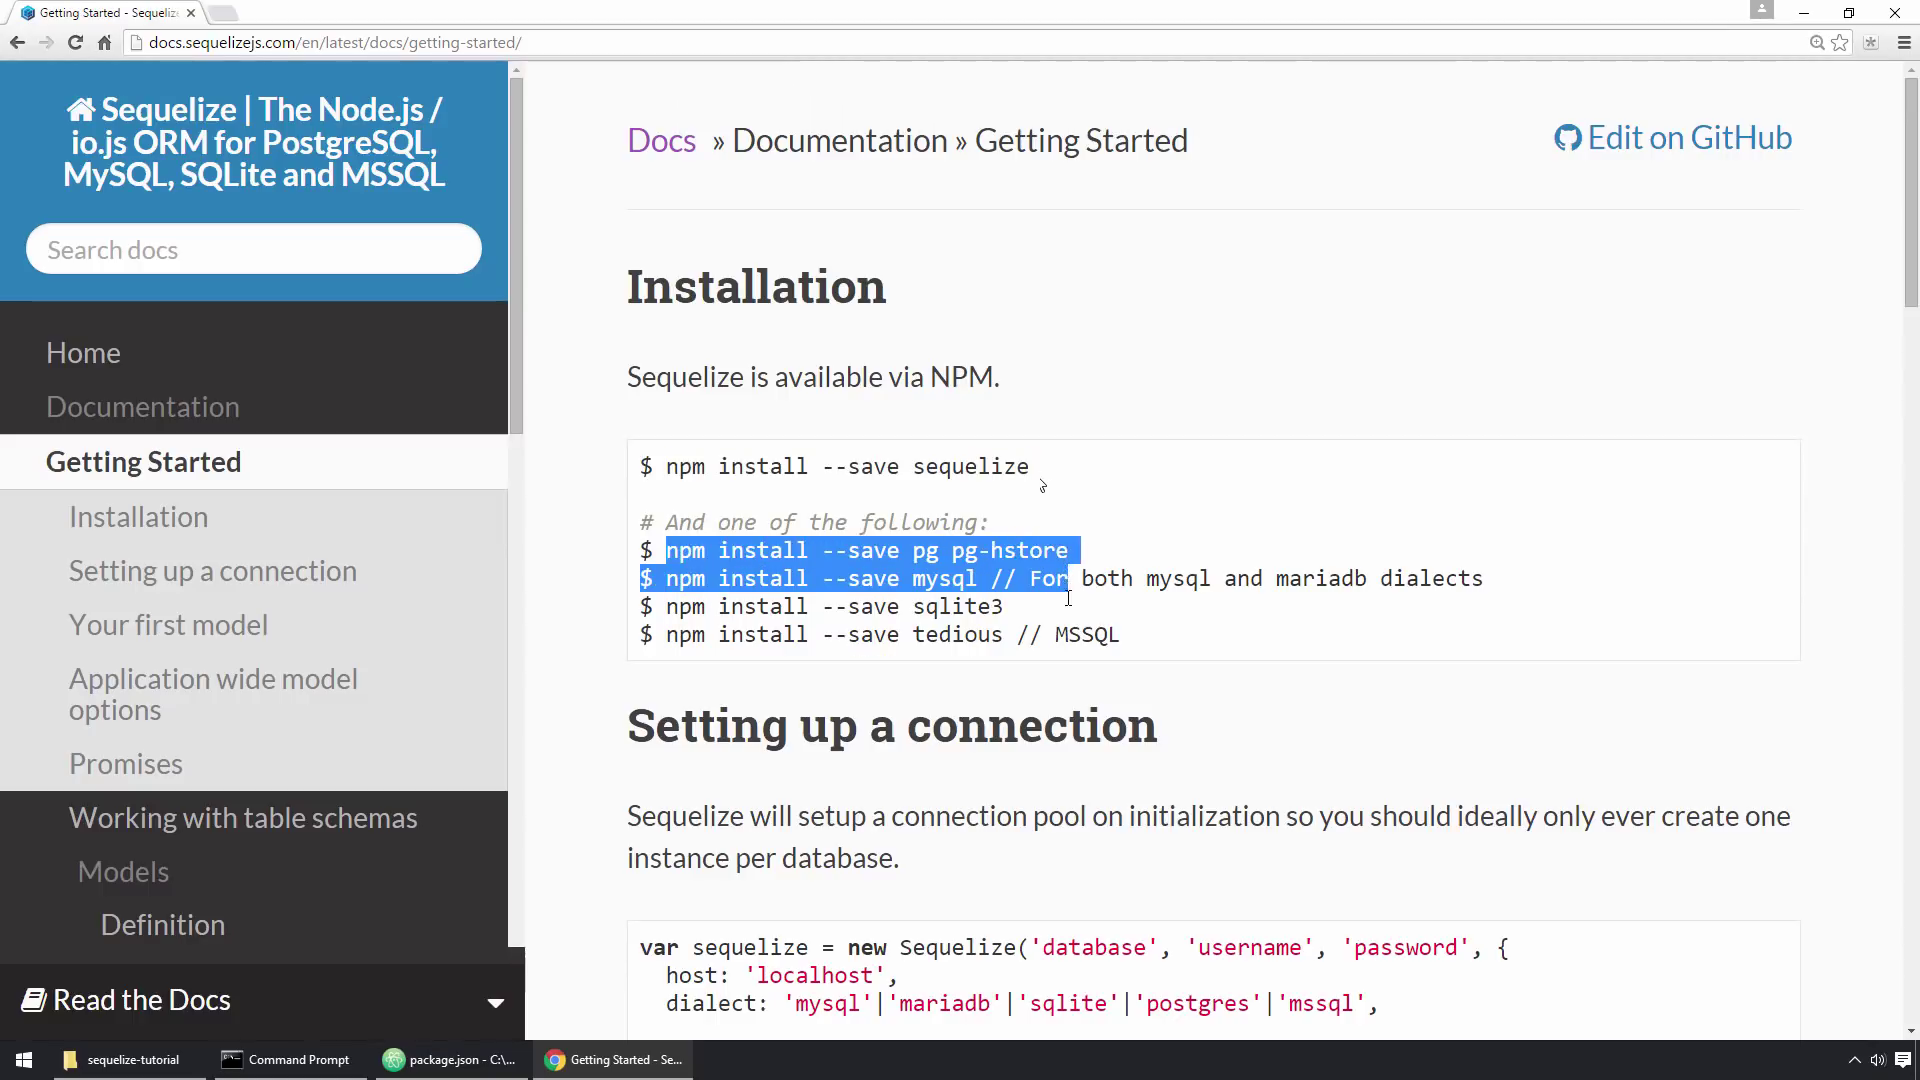 Getting Started - Sequelize
docs.sequelizejs.com/en/latest/docs/getting-started/
Sequelize | The Node.js /
io.js ORM for PostgreSQL,
MySQL, SQLite and MSSQL
Search docs
Home
Documentation
Getting Started
Installation
Setting up a connection
Your first model
Application wide model
options
Promises
Working with table schemas
Models
Definition
Read the Docs
Docs » Documentation » Getting Started
Edit on GitHub
Installation
Sequelize is available via NPM.
$ npm install --save sequelize
# And one of the following:
$ npm install --save pg pg-hstore
$ npm install --save mysql // For both mysql and mariadb dialects
$ npm install --save sqlite3
$ npm install --save tedious // MSSQL
Setting up a connection
Sequelize will setup a connection pool on initialization so you should ideally only ever create one
instance per database.
var sequelize = new Sequelize('database', 'username', 'password', {
host: 'localhost',
dialect: 'mysql'|'mariadb'|'sqlite'|'postgres'|'mssql',
sequelize-tutorial
Command Prompt
package.json - C:\...
Getting Started - Se...